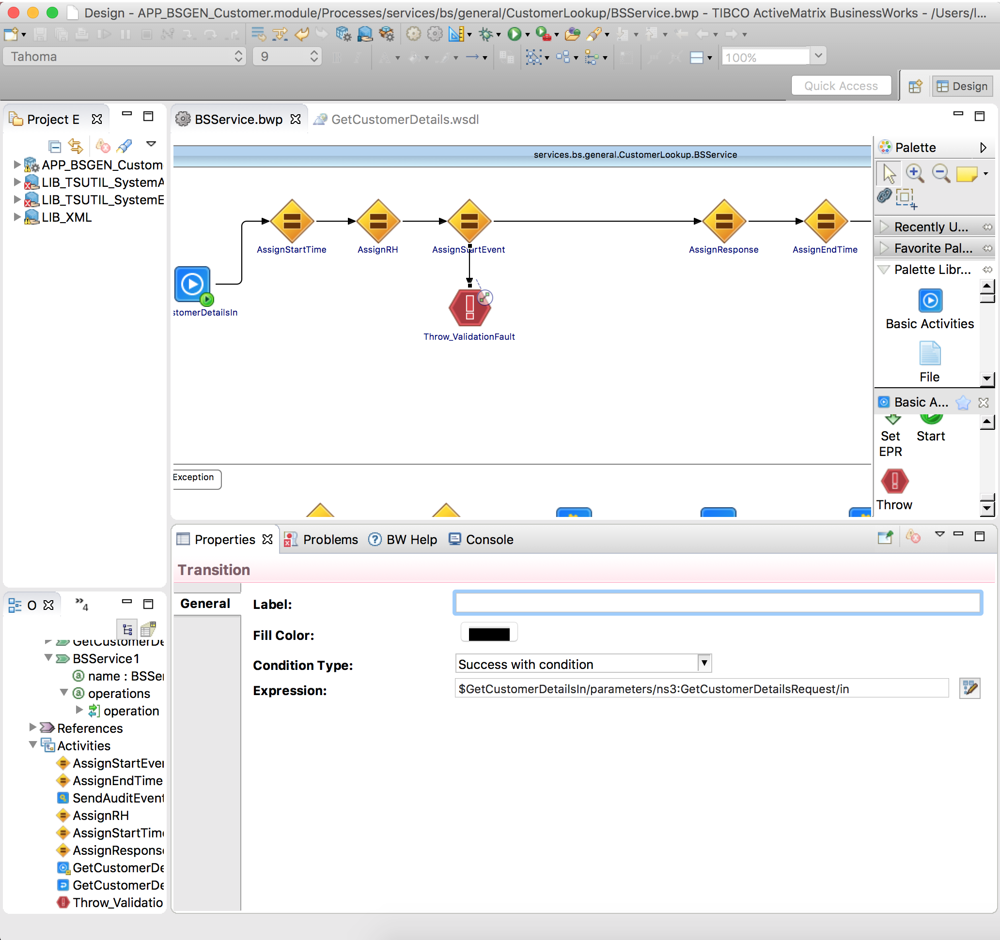 Design - APP_BSGEN_Customer.module/Processes/services/bs/general/CustomerLookup/BSService.bwp - TIBCO ActiveMatrix BusinessWorks - /Users/l...
Tahoma
9
100%
Quick Access
Design
Project E
BSService.bwp
GetCustomerDetails.wsdl
APP_BSGEN_Custom
LIB_TSUTIL_SystemA
LIB_TSUTIL_SystemE
LIB_XML
services.bs.general.CustomerLookup.BSService
AssignStartTime
AssignRH
AssignStartEvent
AssignResponse
AssignEndTime
stomerDetailsIn
Throw_ValidationFault
Exception
Palette
Recently U...
Favorite Pal...
Palette Libr...
Basic Activities
File
Basic A...
Set EPR
Start
Throw
Properties
Problems
BW Help
Console
Transition
General
Label:
Fill Color:
Condition Type:
Success with condition
Expression:
$GetCustomerDetailsIn/parameters/ns3:GetCustomerDetailsRequest/in
O
»4
GetCustomerDe
BSService1
name : BSSer
operations
operation
References
Activities
AssignStartEven
AssignEndTime
SendAuditEvent
AssignRH
AssignStartTim
AssignRespons
GetCustomerDe
GetCustomerDe
Throw_Validatio